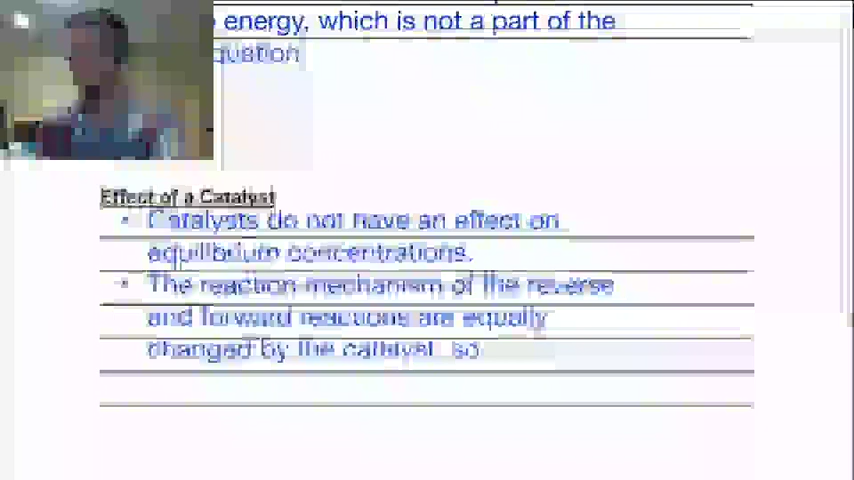 energy, which is not a part of the
quation
Effect of a Catalyst
• Catalysts do not have an effect on
equilibrium concentrations.
• The reaction mechanism of the reverse
and forward reactions are equally
changed by the catalyst, so